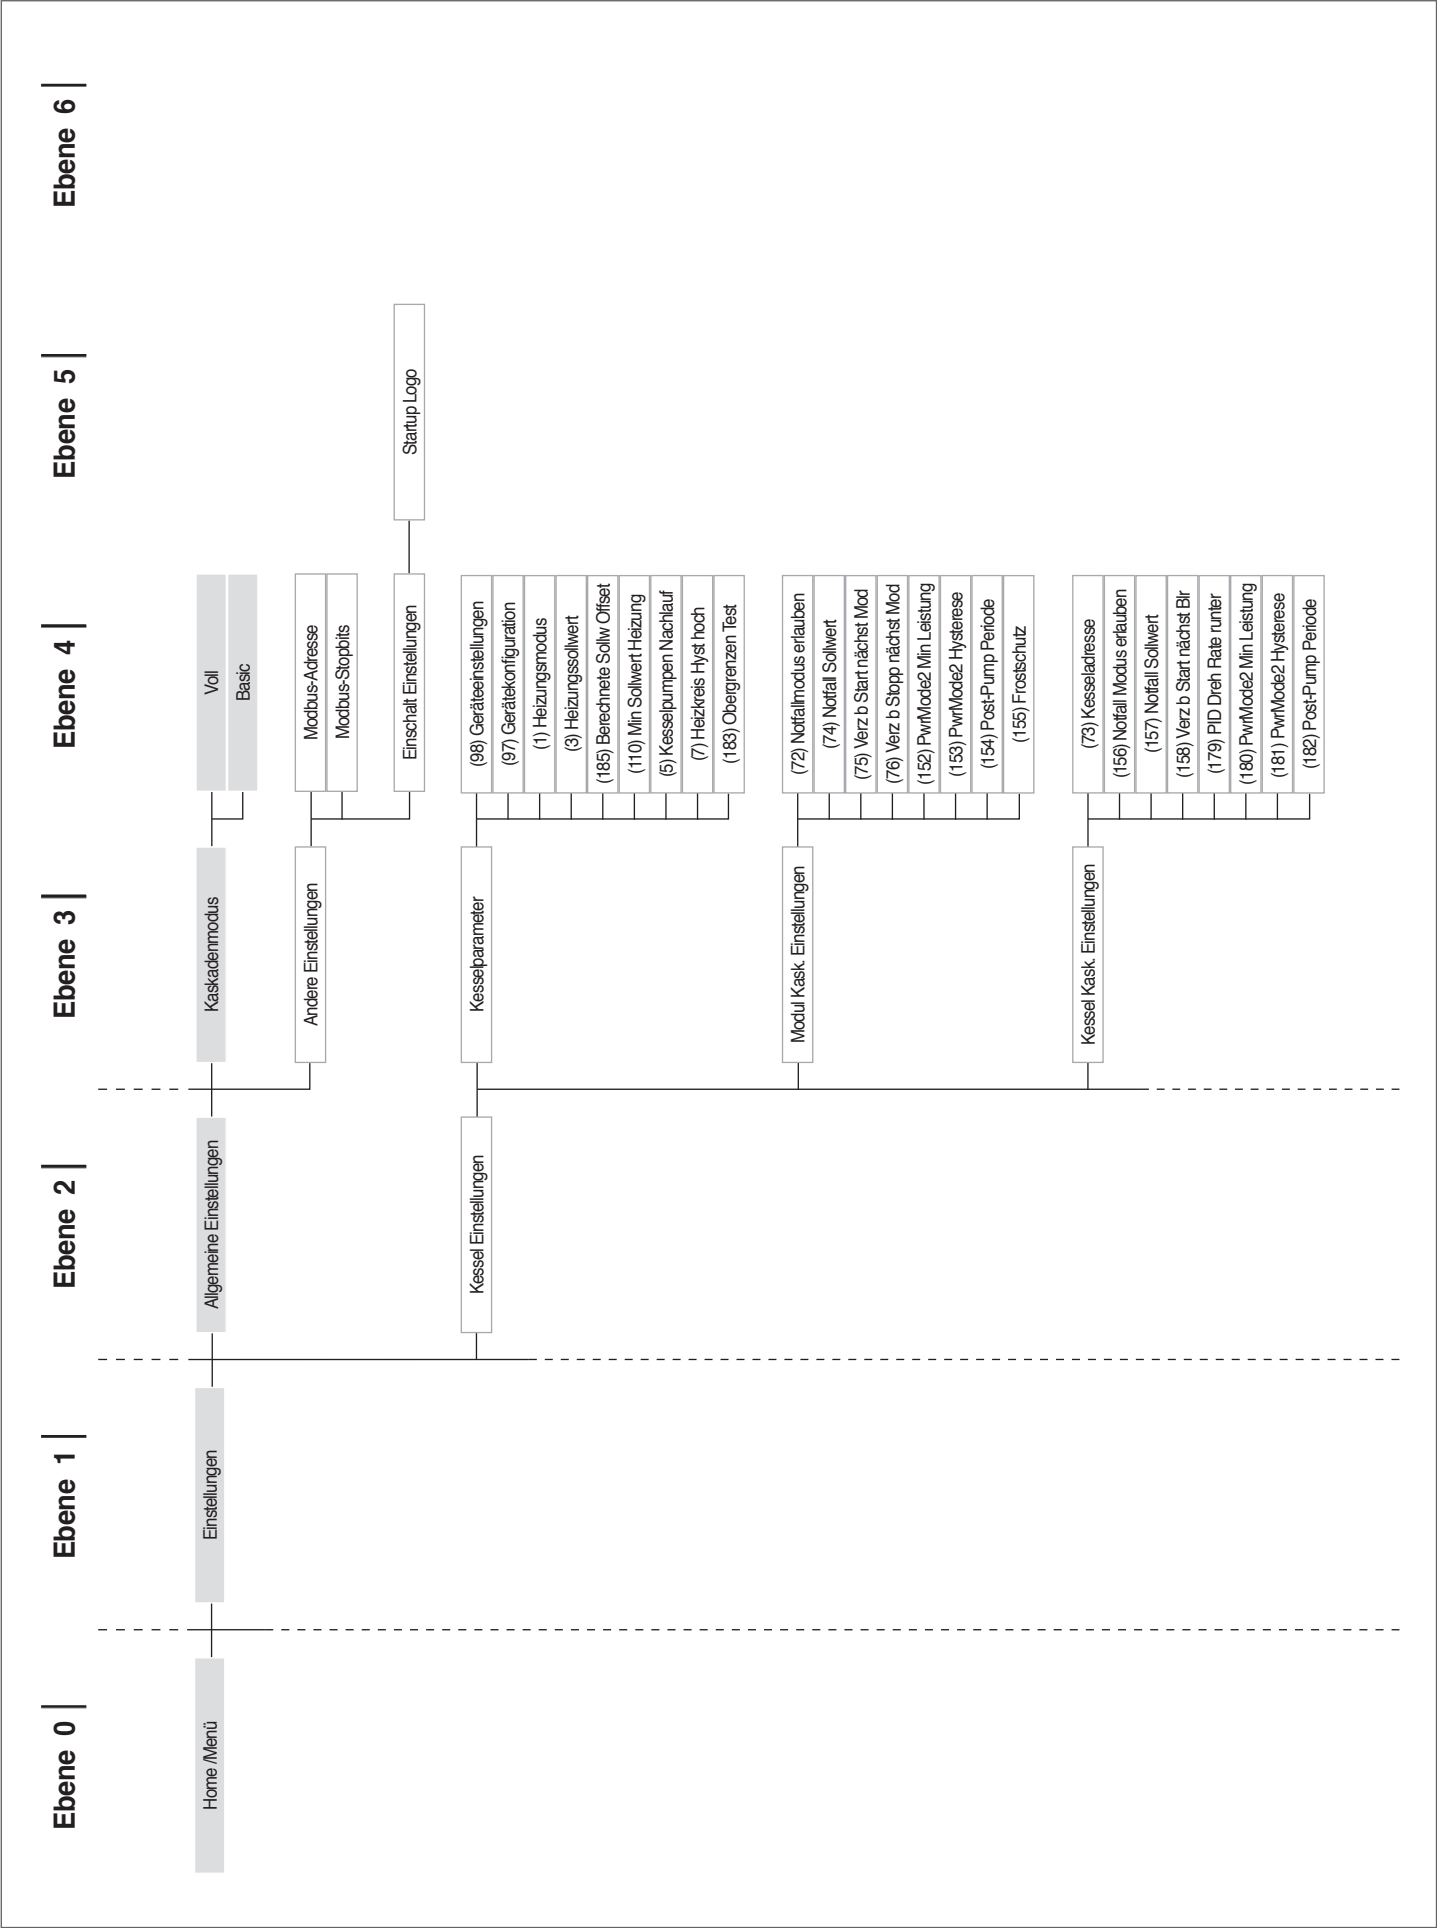 Ebene 0
Ebene 1
Ebene 2
Ebene 3
Ebene 4
Ebene 5
Ebene 6
Home /Menü
Einstellungen
Allgemeine Einstellungen
Kaskadenmodus
Voll
Basic
Andere Einstellungen
Modbus-Adresse
Modbus-Stopbits
Einschalt Einstellungen
Startup Logo
Kessel Einstellungen
Kesselparameter
(98) Geräteeinstellungen
(97) Gerätekonfiguration
(1) Heizungsmodus
(3) Heizungssollwert
(185) Berechnete Sollw Offset
(110) Min Sollwert Heizung
(5) Kesselpumpen Nachlauf
(7) Heizkreis Hyst hoch
(183) Obergrenzen Test
Modul Kask. Einstellungen
(72) Notfallmodus erlauben
(74) Notfall Sollwert
(75) Verz b Start nächst Mod
(76) Verz b Stopp nächst Mod
(152) PwrMode2 Min Leistung
(153) PwrMode2 Hysterese
(154) Post-Pump Periode
(155) Frostschutz
Kessel Kask. Einstellungen
(73) Kesseladresse
(156) Notfall Modus erlauben
(157) Notfall Sollwert
(158) Verz b Start nächst Blr
(179) PID Dreh Rate runter
(180) PwrMode2 Min Leistung
(181) PwrMode2 Hysterese
(182) Post-Pump Periode